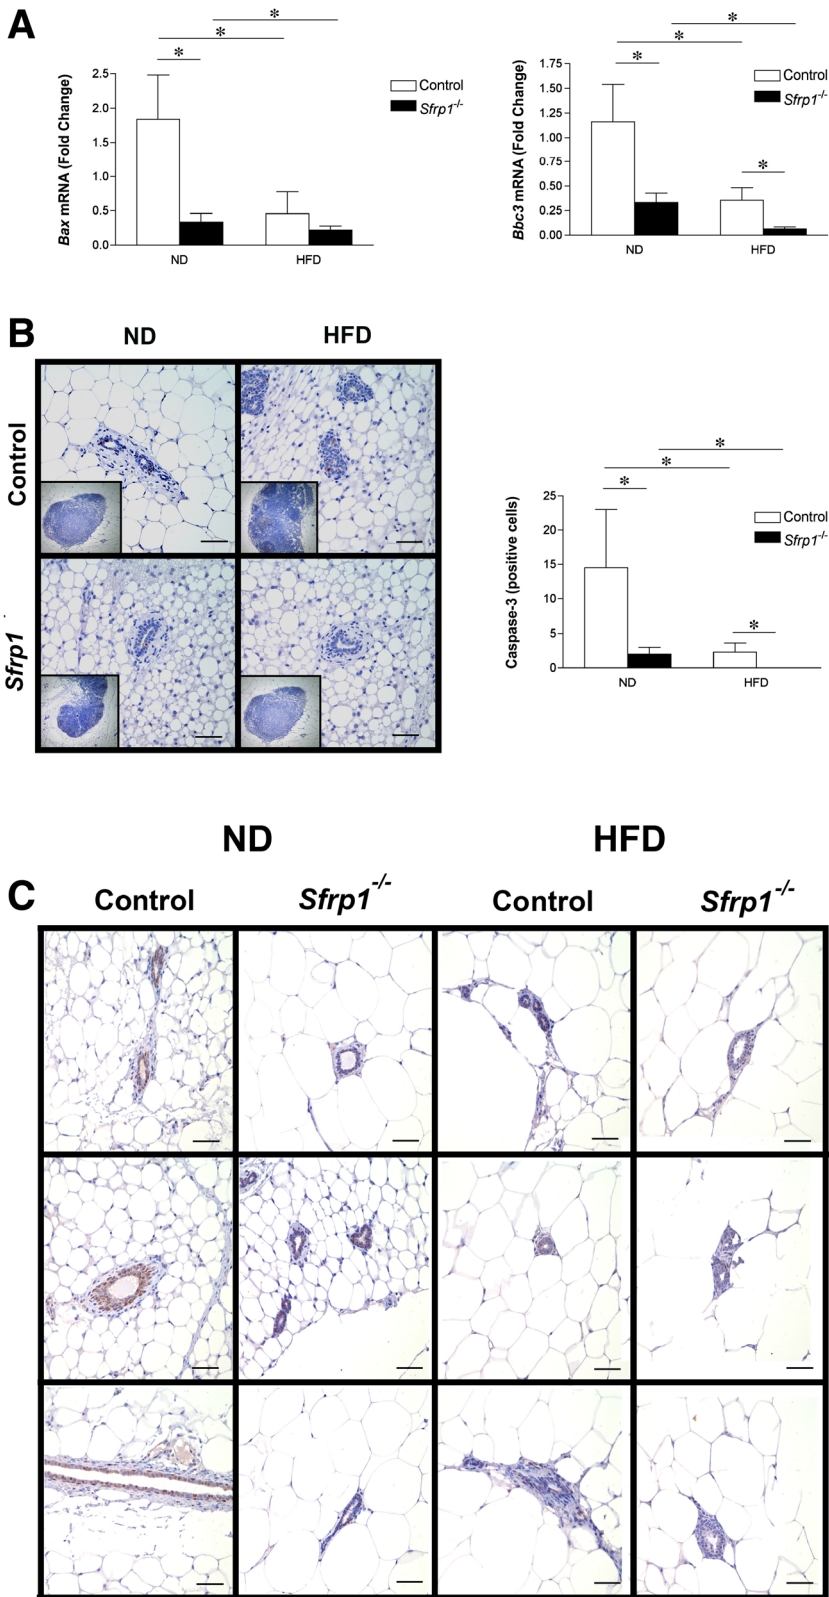 A
*
*
*
Bax mRNA (Fold Change)
2.5
2.0
1.5
1.0
0.5
0.0
ND
HFD
Control
Sfrp1-/-
*
*
*
*
Bbc3 mRNA (Fold Change)
1.75
1.50
1.25
1.00
0.75
0.50
0.25
0.00
ND
HFD
Control
Sfrp1-/-
B
ND
HFD
Control
Sfrp1
*
*
*
*
Caspase-3 (positive cells)
25
20
15
10
5
0
ND
HFD
Control
Sfrp1-/-
ND
HFD
C
Control
Sfrp1-/-
Control
Sfrp1-/-